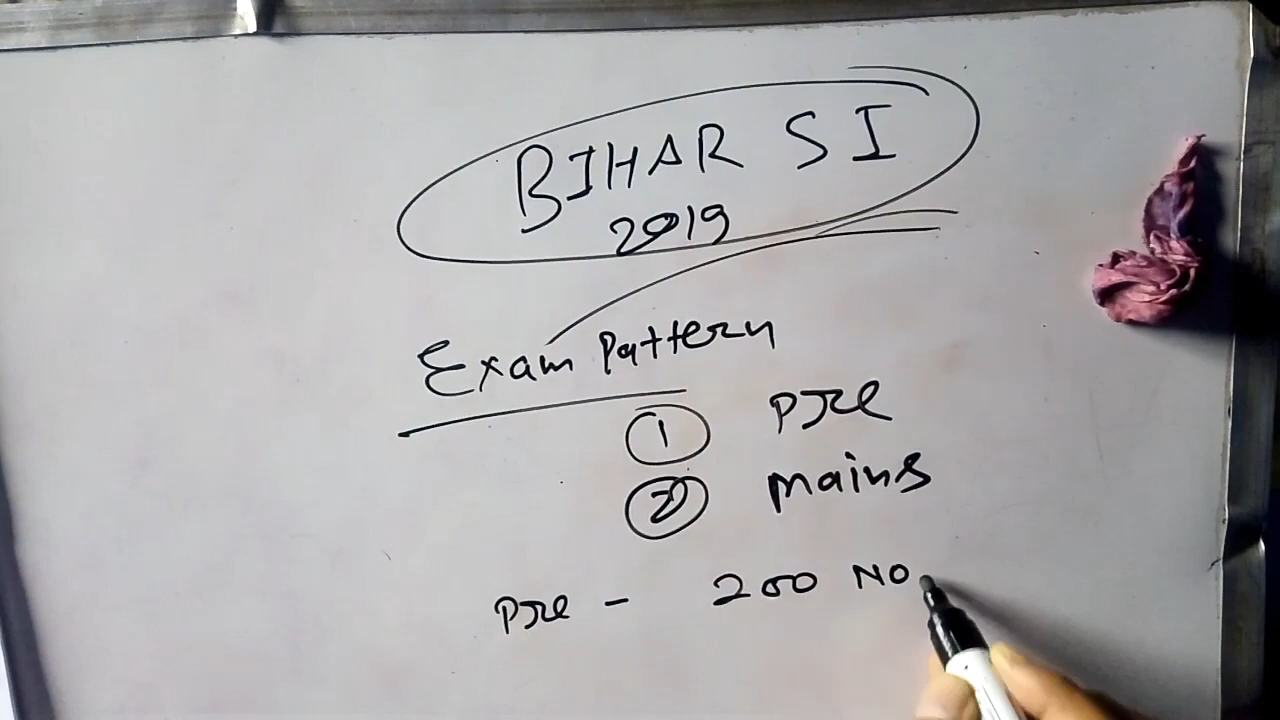 BIHAR SI
2019
Exam Pattern
1 Pre
2 mains
Pre - 200 NO